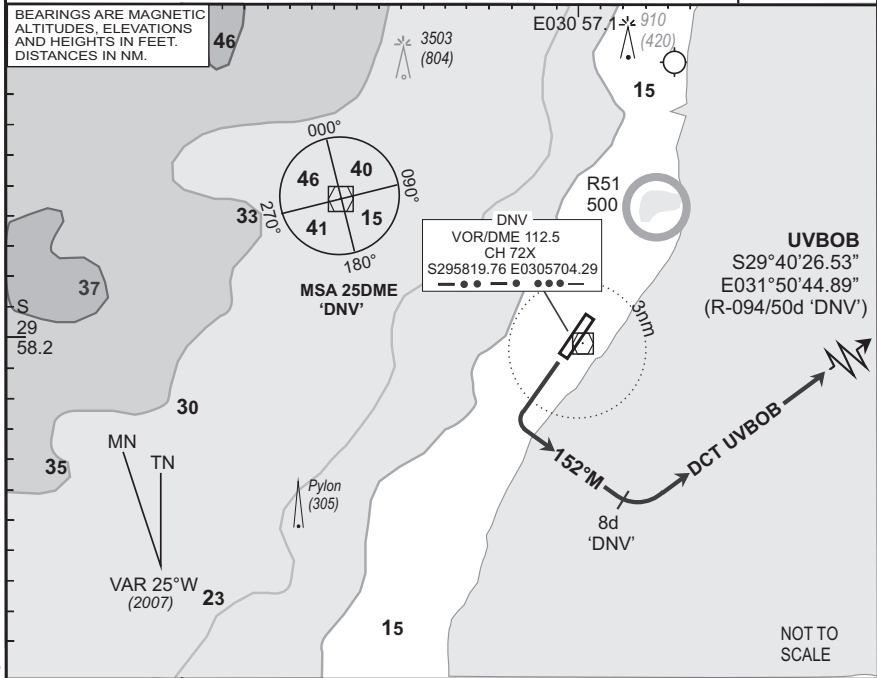 BEARINGS ARE MAGNETIC
ALTITUDES, ELEVATIONS
AND HEIGHTS IN FEET.
DISTANCES IN NM.
46
3503
(804)
E030 57.1
910
(420)
15
000°
090°
180°
270°
46
40
41
15
MSA 25DME
‘DNV’
33
R51
500
DNV
VOR/DME 112.5
CH 72X
S295819.76 E0305704.29
UVBOB
S29°40’26.53”
E031°50’44.89”
(R-094/50d ‘DNV’)
37
S
29
58.2
3nm
30
35
MN
TN
VAR 25°W
(2007)
23
Pylon
(305)
152°M
8d
‘DNV’
DCT UVBOB
15
NOT TO
SCALE